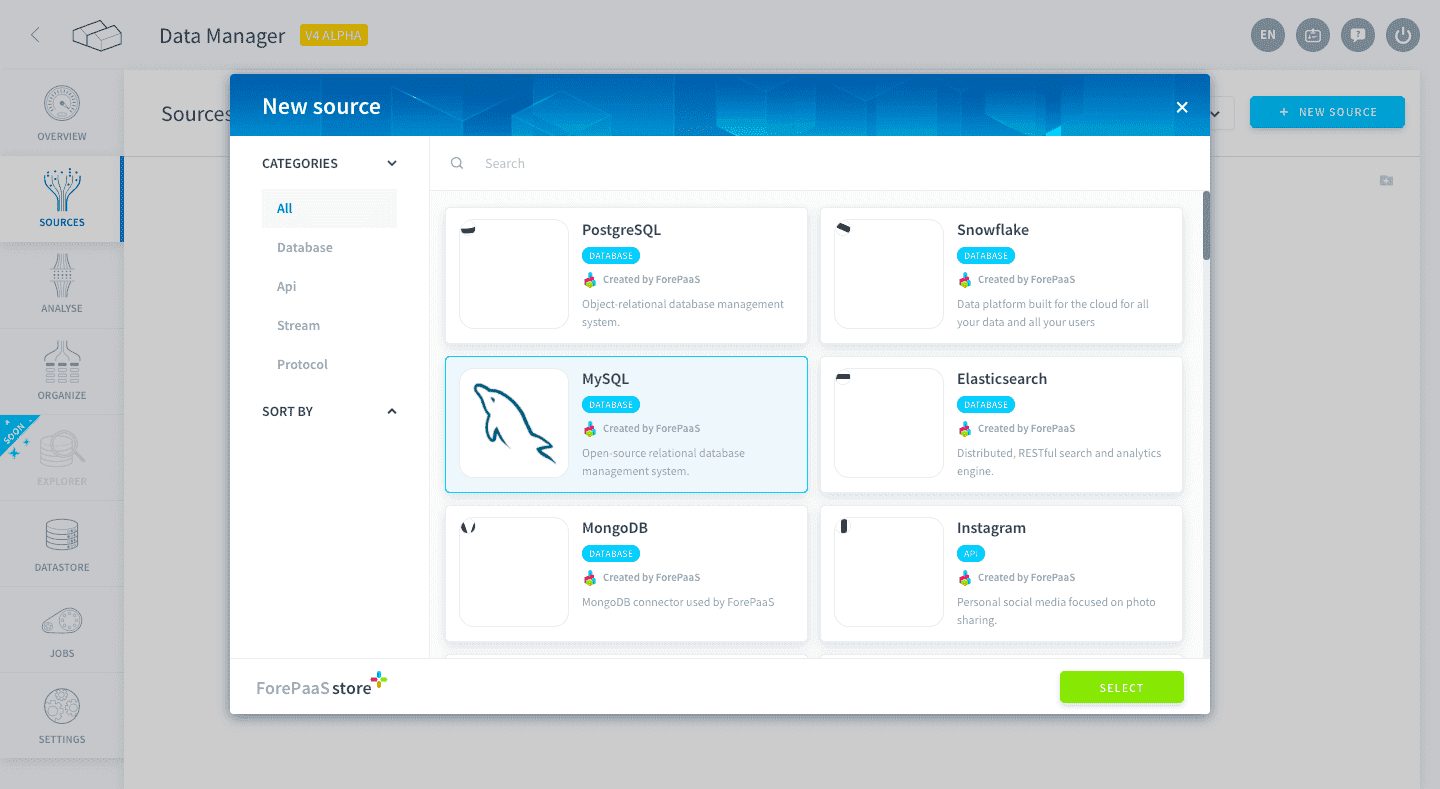 Data Manager
V4 ALPHA
EN
OVERVIEW
SOURCES
ANALYSE
ORGANIZE
SOON
EXPLORER
DATASTORE
JOBS
SETTINGS
Sources
+ NEW SOURCE
New source
CATEGORIES
All
Database
Api
Stream
Protocol
SORT BY
Search
PostgreSQL
DATABASE
Created by ForePaaS
Object-relational database management
system.
Snowflake
DATABASE
Created by ForePaaS
Data platform built for the cloud for all
your data and all your users
MySQL
DATABASE
Created by ForePaaS
Open-source relational database
management system.
Elasticsearch
DATABASE
Created by ForePaaS
Distributed, RESTful search and analytics
engine.
MongoDB
DATABASE
Created by ForePaaS
MongoDB connector used by ForePaaS
Instagram
API
Created by ForePaaS
Personal social media focused on photo
sharing.
ForePaaS store
SELECT